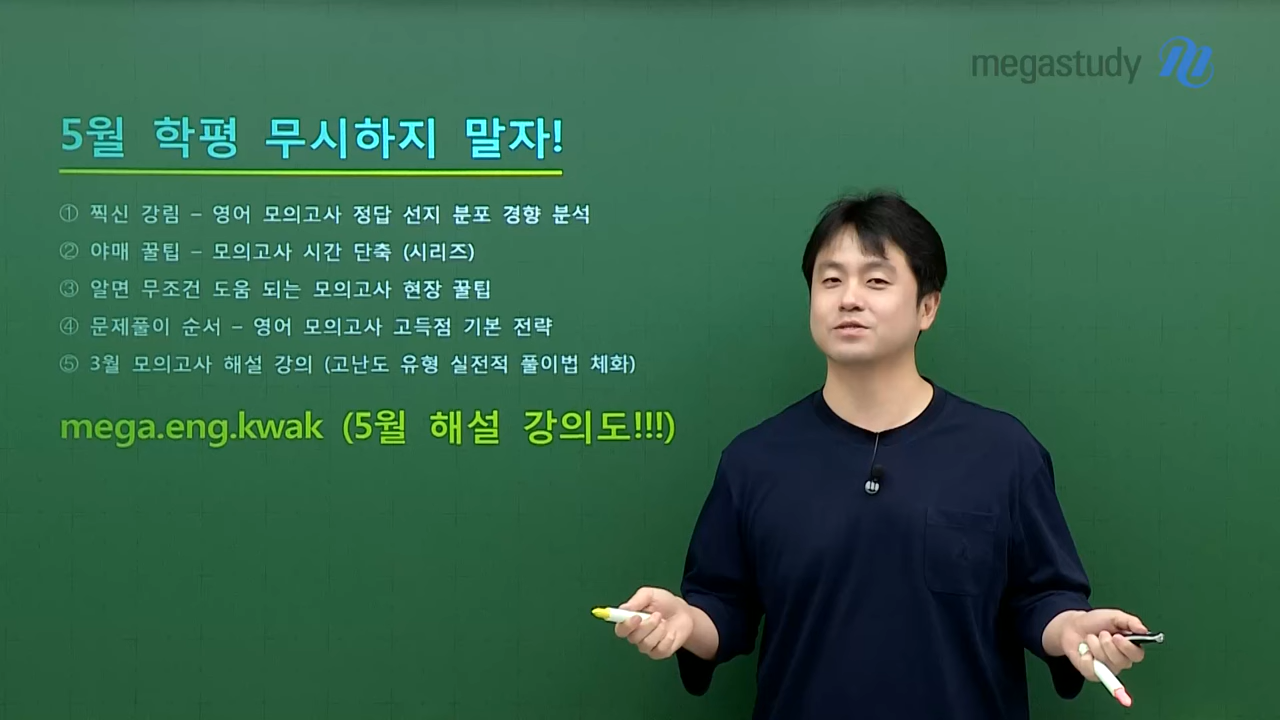 megastudy
5월 학평 무시하지 말자!
① 찍신 강림 – 영어 모의고사 정답 선지 분포 경향 분석
② 야매 꿀팁 – 모의고사 시간 단축 (시리즈)
③ 알면 무조건 도움 되는 모의고사 현장 꿀팁
④ 문제풀이 순서 – 영어 모의고사 고득점 기본 전략
⑤ 3월 모의고사 해설 강의 (고난도 유형 실전적 풀이법 체화)
mega.eng.kwak (5월 해설 강의도!!!)